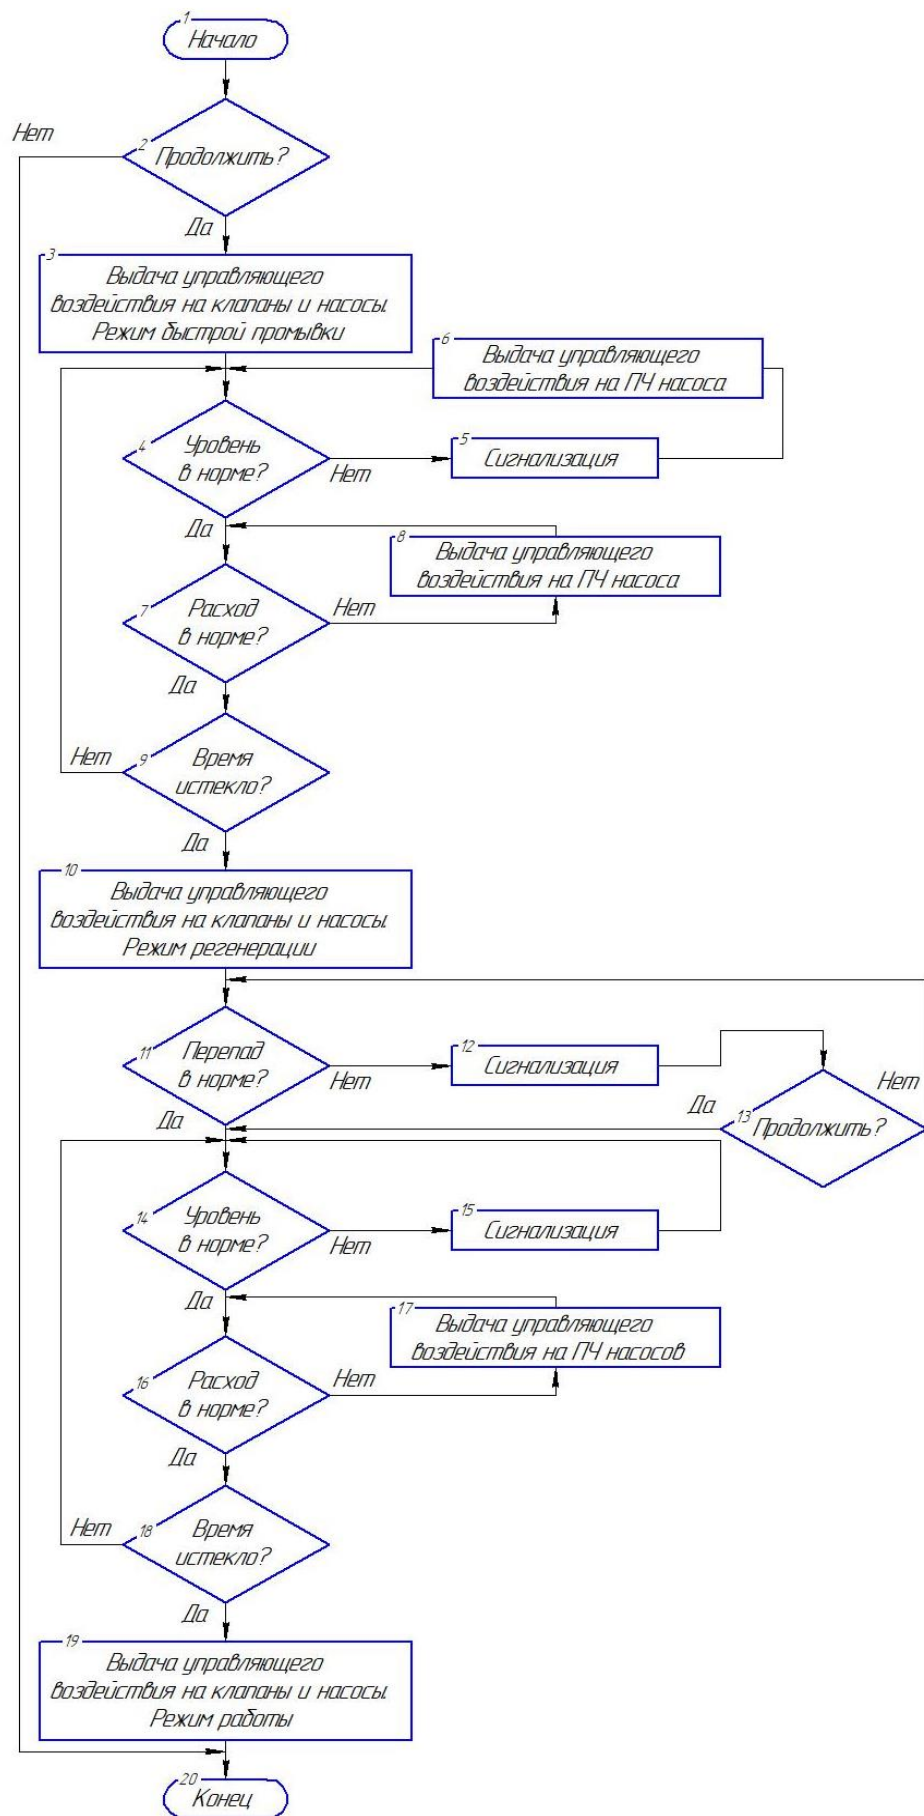 1
Начало
Нет
2
Продолжить?
Да
3
Выдача управляющего
воздействия на клапаны и насосы.
Режим быстрой промывки
6
Выдача управляющего
воздействия на ПЧ насоса
4
Уровень
в норме?
Нет
5
Сигнализация
Да
8
Выдача управляющего
воздействия на ПЧ насоса
7
Расход
в норме?
Нет
Да
Нет
9
Время
истекло?
Да
10
Выдача управляющего
воздействия на клапаны и насосы.
Режим регенерации
11
Перепад
в норме?
Нет
12
Сигнализация
Да
Да
13
Продолжить?
Нет
14
Уровень
в норме?
Нет
15
Сигнализация
Да
17
Выдача управляющего
воздействия на ПЧ насосов
16
Расход
в норме?
Нет
Да
Нет
18
Время
истекло?
Да
19
Выдача управляющего
воздействия на клапаны и насосы.
Режим работы
20
Конец